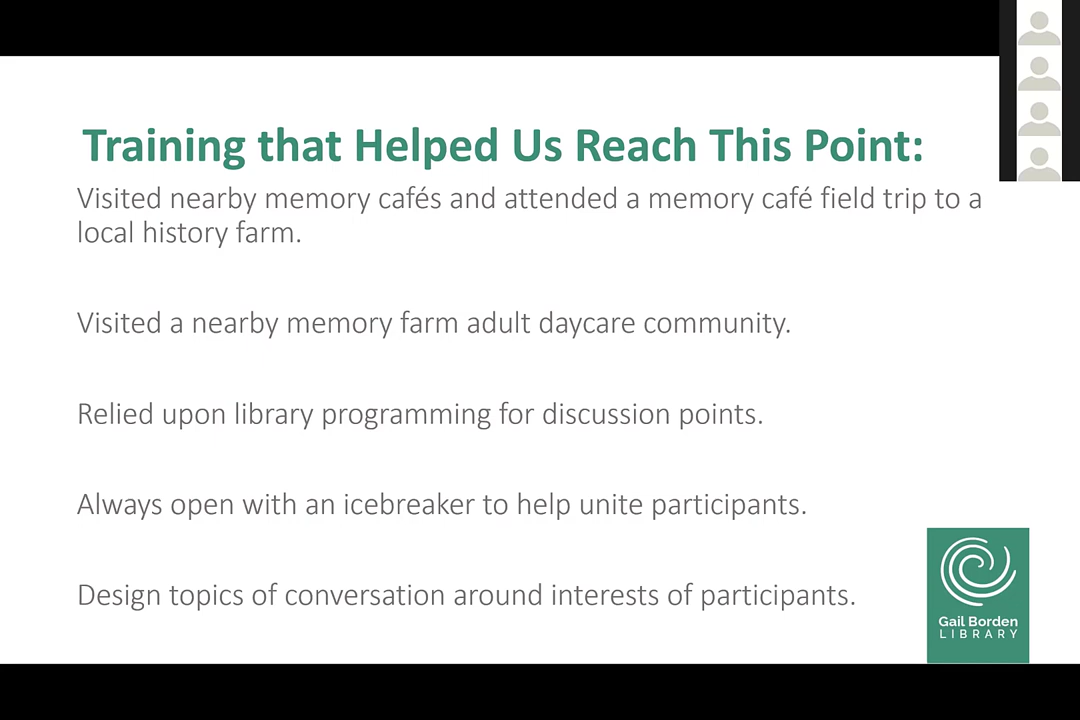 Training that Helped Us Reach This Point:
Visited nearby memory cafés and attended a memory café field trip to a
local history farm.
Visited a nearby memory farm adult daycare community.
Relied upon library programming for discussion points.
Always open with an icebreaker to help unite participants.
Design topics of conversation around interests of participants.
Gail Borden
LIBRARY